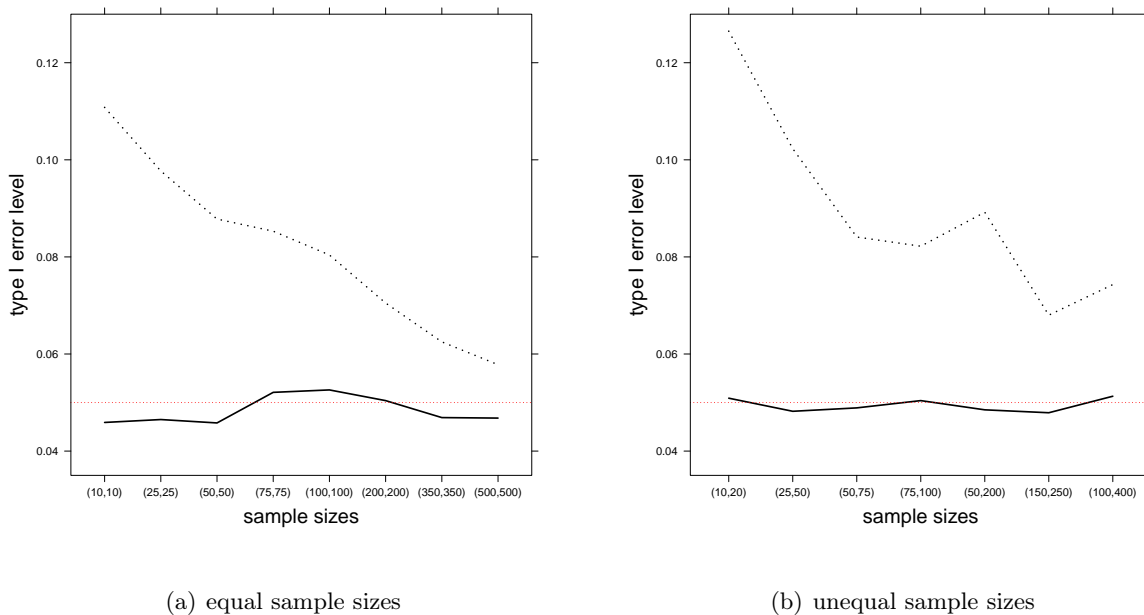 type I error level
0.12
0.10
0.08
0.06
0.04
(10,10) (25,25) (50,50) (75,75) (100,100) (200,200) (350,350) (500,500)
sample sizes
(a) equal sample sizes
type I error level
0.12
0.10
0.08
0.06
0.04
(10,20) (25,50) (50,75) (75,100) (50,200) (150,250) (100,400)
sample sizes
(b) unequal sample sizes